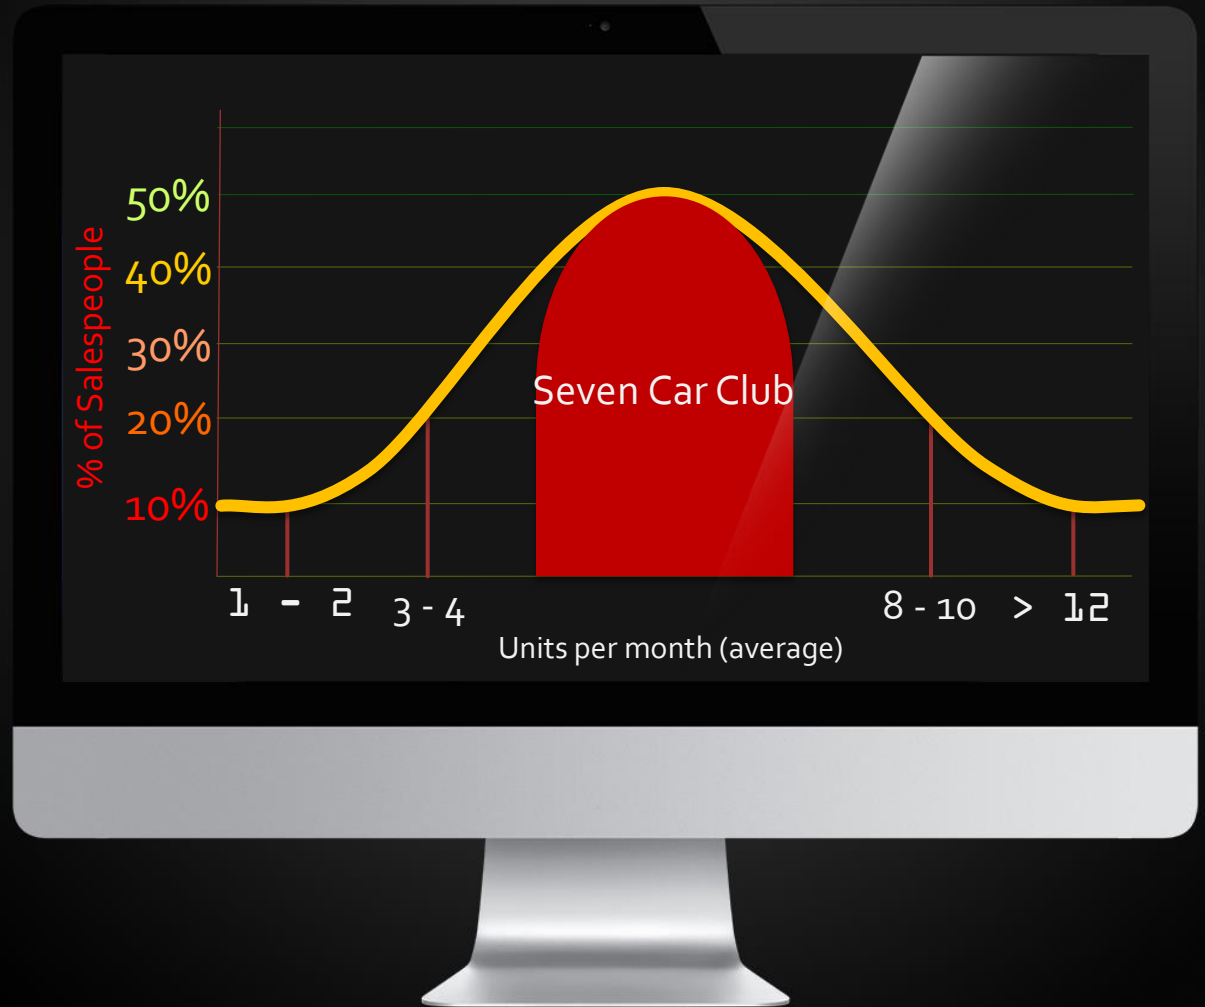 50%
40%
30%
20%
10%
% of Salespeople
Seven Car Club
1 - 2
3 - 4
8 - 10
> 12
Units per month (average)